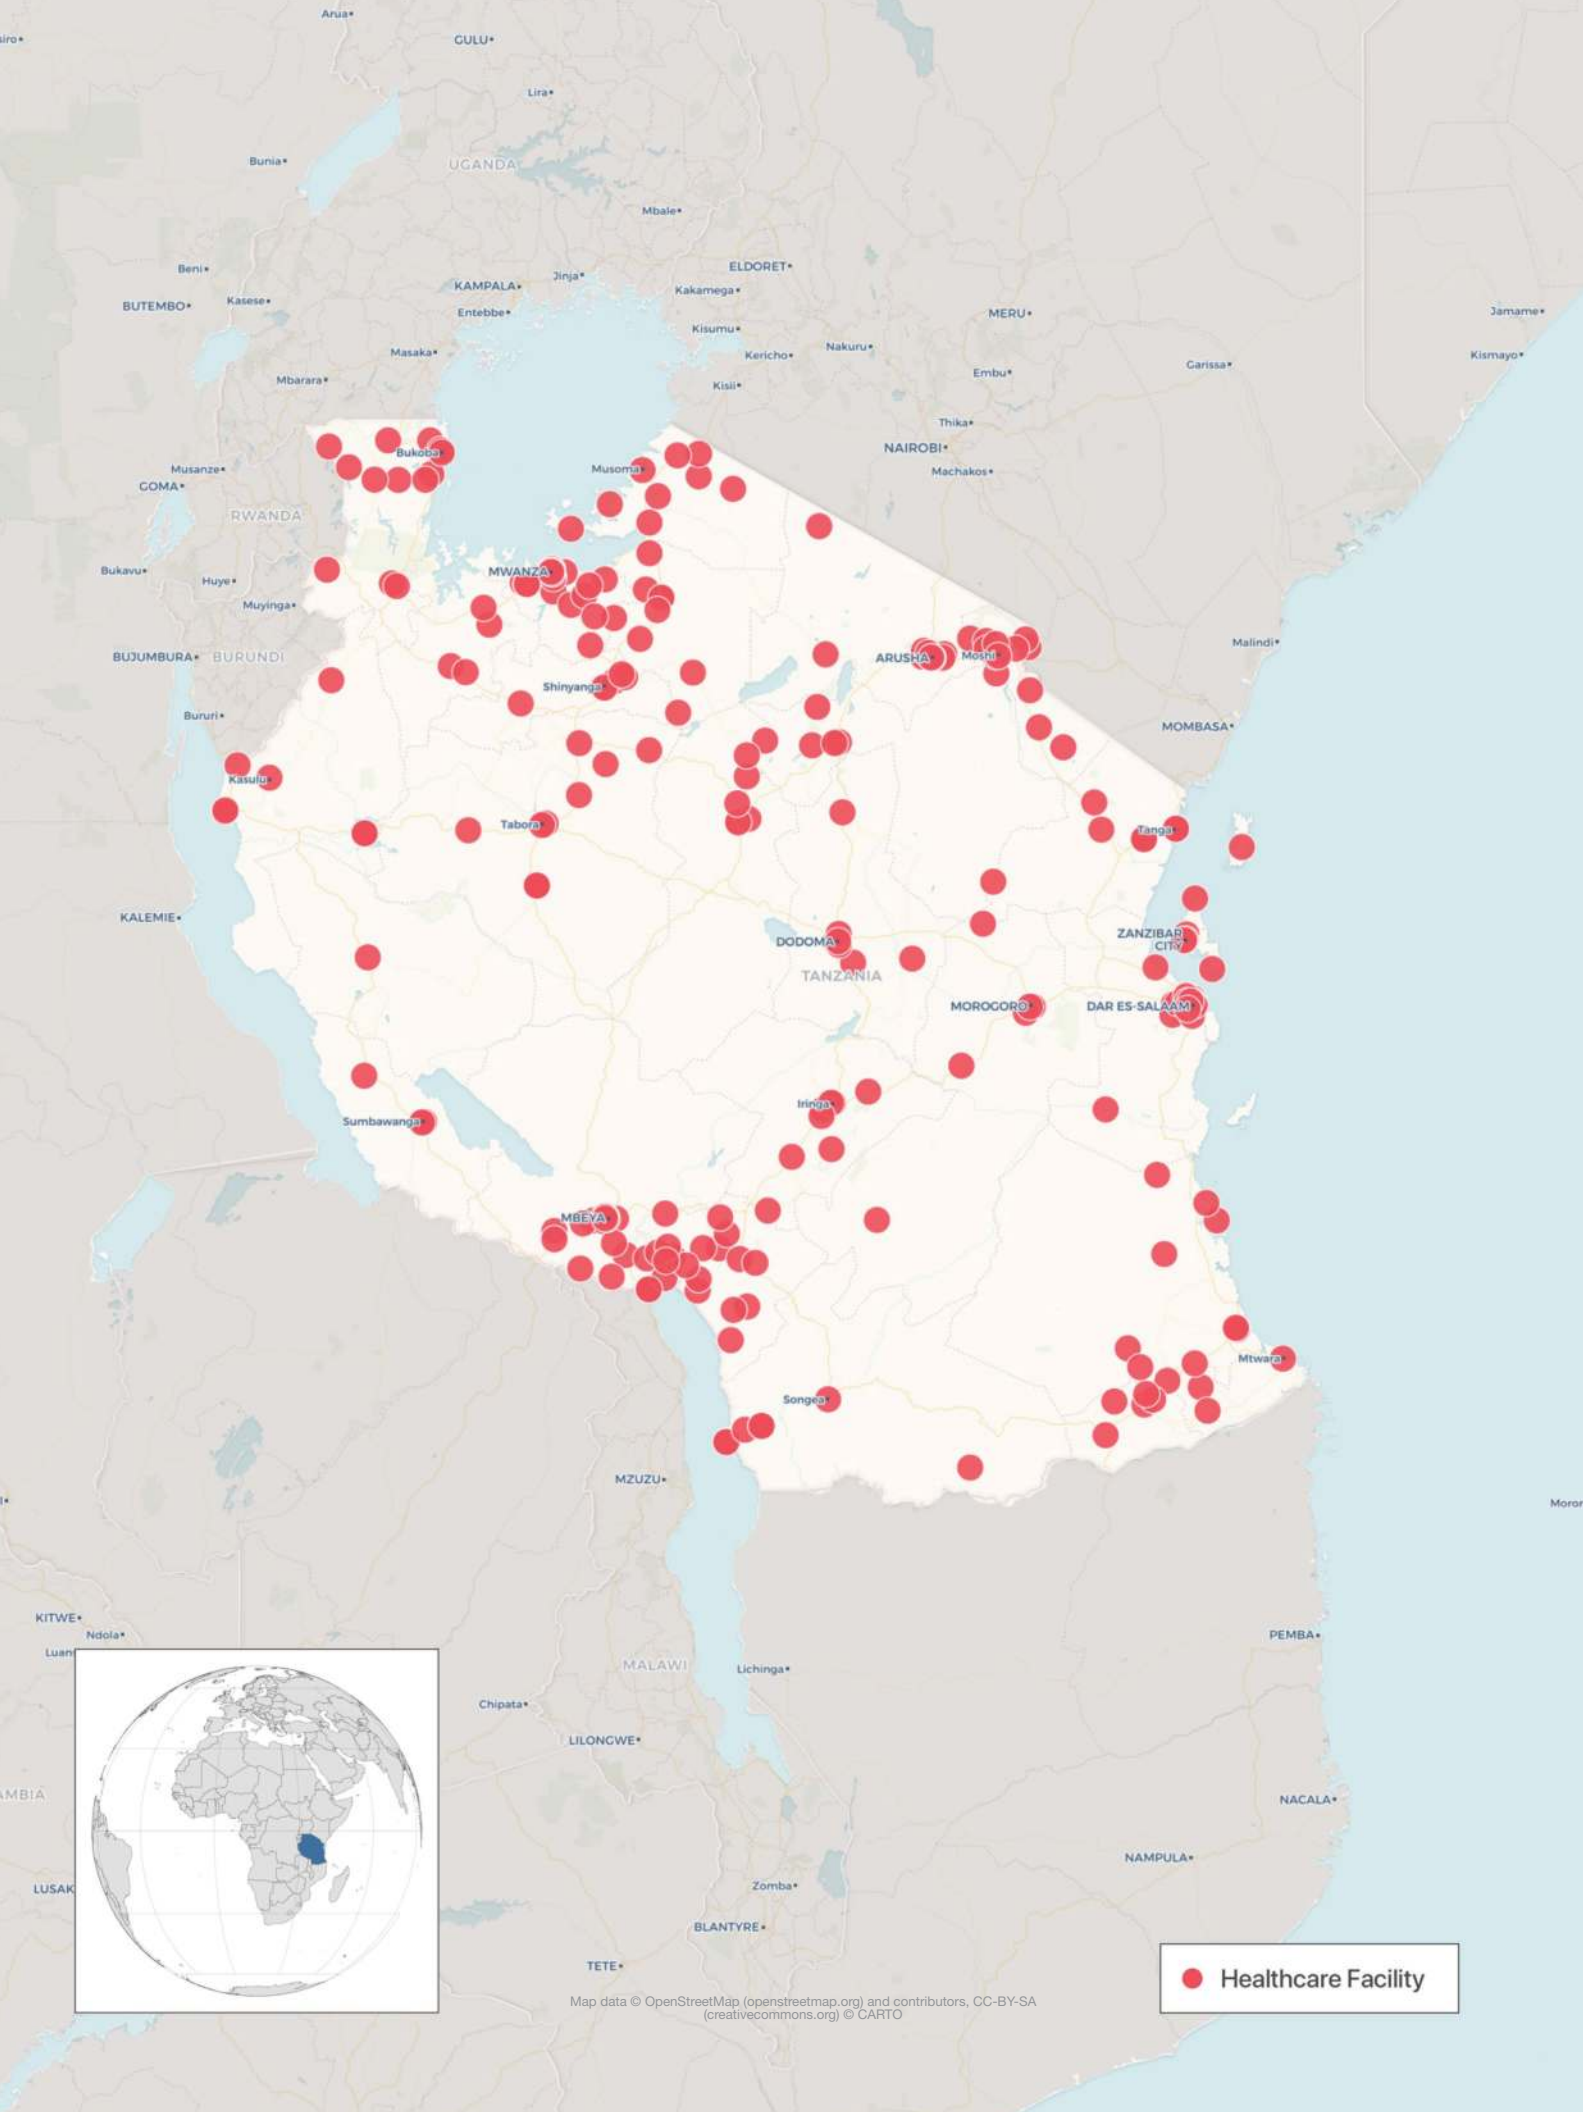 Arua
GULU
Lira
Bunia
UGANDA
Mbale
Beni
ELDORET
Jinja
KAMPALA
Kakamega
BUTEMBO
Kasese
Entebbe
MERU
Jamame
Kisumu
Masaka
Kericho
Nakuru
Kismayo
Garissa
Mbarara
Kisii
Embu
Thika
NAIROBI
Bukoba
Musanze
Musoma
Machakos
GOMA
RWANDA
Bukavu
MWANZA
Huye
Muyinga
Malindi
BUJUMBURA
BURUNDI
ARUSHA
Moshi
Shinyanga
Bururi
MOMBASA
Kasulu
Tabora
Tanga
KALEMIE
DODOMA
ZANZIBAR
CITY
TANZANIA
MOROGORO
DAR ES-SALAAM
Iringa
Sumbawanga
MBEYA
Mtwara
Songea
MZUZU
Moror
KITWE
Ndola
PEMBA
Luan
MALAWI
Lichinga
Chipata
LILONGWE
AMBIA
NACALA
NAMPULA
LUSAK
Zomba
BLANTYRE
TETE
Healthcare Facility
Map data © OpenStreetMap (openstreetmap.org) and contributors, CC-BY-SA
(creativecommons.org) © CARTO